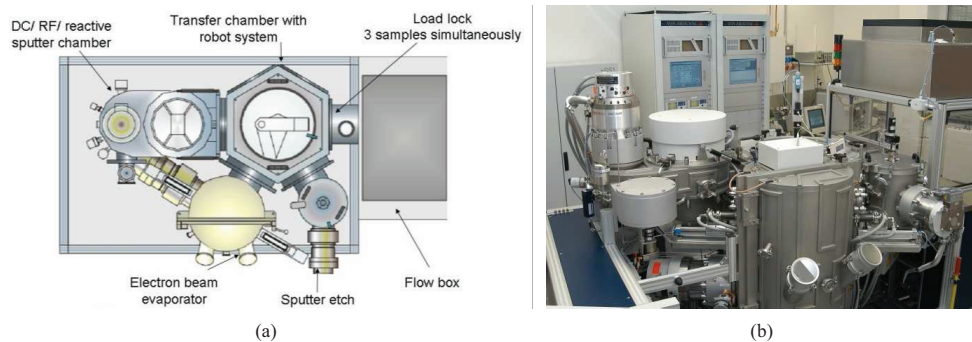 Transfer chamber with
robot system
Load lock
3 samples simultaneously
DC/ RF/ reactive
sputter chamber
Electron beam
evaporator
Sputter etch
Flow box
(a)
(b)